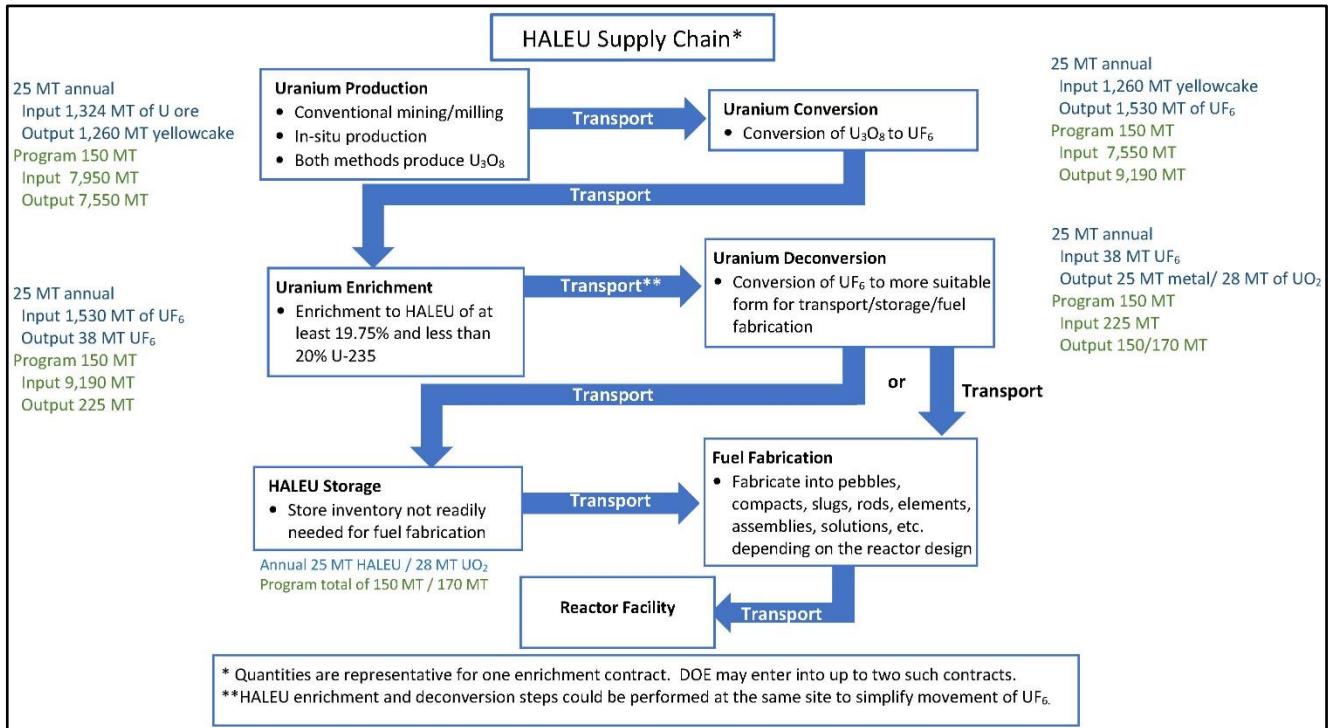 HALEU Supply Chain*
25 MT annual
Input 1,324 MT of U ore
Output 1,260 MT yellowcake
Program 150 MT
Input 7,950 MT
Output 7,550 MT
Uranium Production
• Conventional mining/milling
• In-situ production
• Both methods produce U₃O₈
Transport
Uranium Conversion
• Conversion of U₃O₈ to UF₆
25 MT annual
Input 1,260 MT yellowcake
Output 1,530 MT of UF₆
Program 150 MT
Input 7,550 MT
Output 9,190 MT
Transport
25 MT annual
Input 1,530 MT of UF₆
Output 38 MT UF₆
Program 150 MT
Input 9,190 MT
Output 225 MT
Uranium Enrichment
• Enrichment to HALEU of at
least 19.75% and less than
20% U-235
Transport**
Uranium Deconversion
• Conversion of UF₆ to more suitable
form for transport/storage/fuel
fabrication
25 MT annual
Input 38 MT UF₆
Output 25 MT metal/ 28 MT of UO₂
Program 150 MT
Input 225 MT
Output 150/170 MT
Transport
or
Transport
HALEU Storage
• Store inventory not readily
needed for fuel fabrication
Annual 25 MT HALEU / 28 MT UO₂
Program total of 150 MT / 170 MT
Transport
Fuel Fabrication
• Fabricate into pebbles,
compacts, slugs, rods, elements,
assemblies, solutions, etc.
depending on the reactor design
Transport
Reactor Facility
* Quantities are representative for one enrichment contract. DOE may enter into up to two such contracts.
**HALEU enrichment and deconversion steps could be performed at the same site to simplify movement of UF₆.